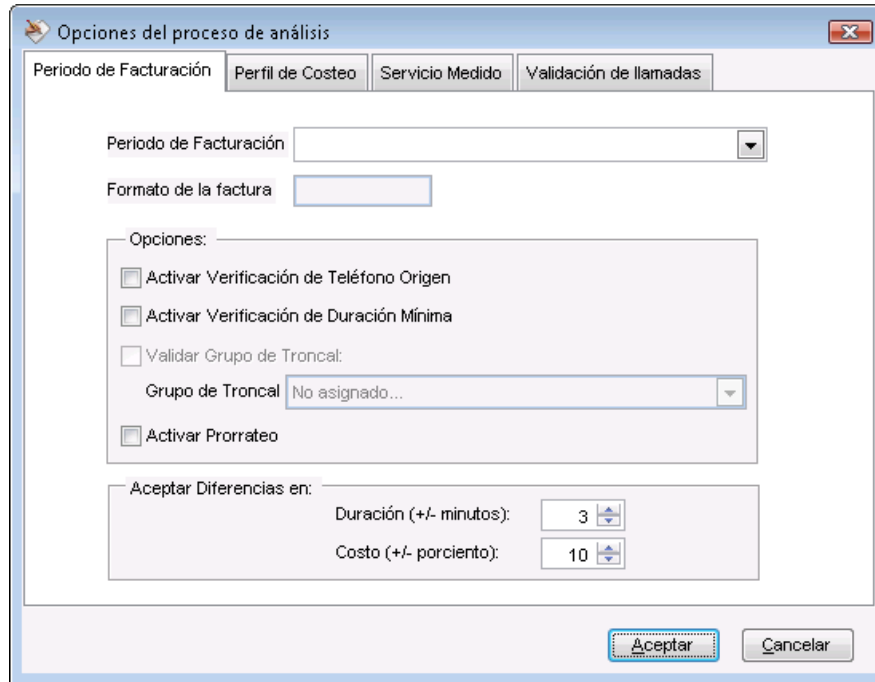 Opciones del proceso de análisis
Periodo de Facturación Perfil de Costeo Servicio Medido Validación de llamadas
Periodo de Facturación
Formato de la factura
Opciones:
Activar Verificación de Teléfono Origen
Activar Verificación de Duración Mínima
Validar Grupo de Troncal:
Grupo de Troncal No asignado...
Activar Prorrateo
Aceptar Diferencias en:
Duración (+/- minutos): 3
Costo (+/- porciento): 10
Aceptar Cancelar